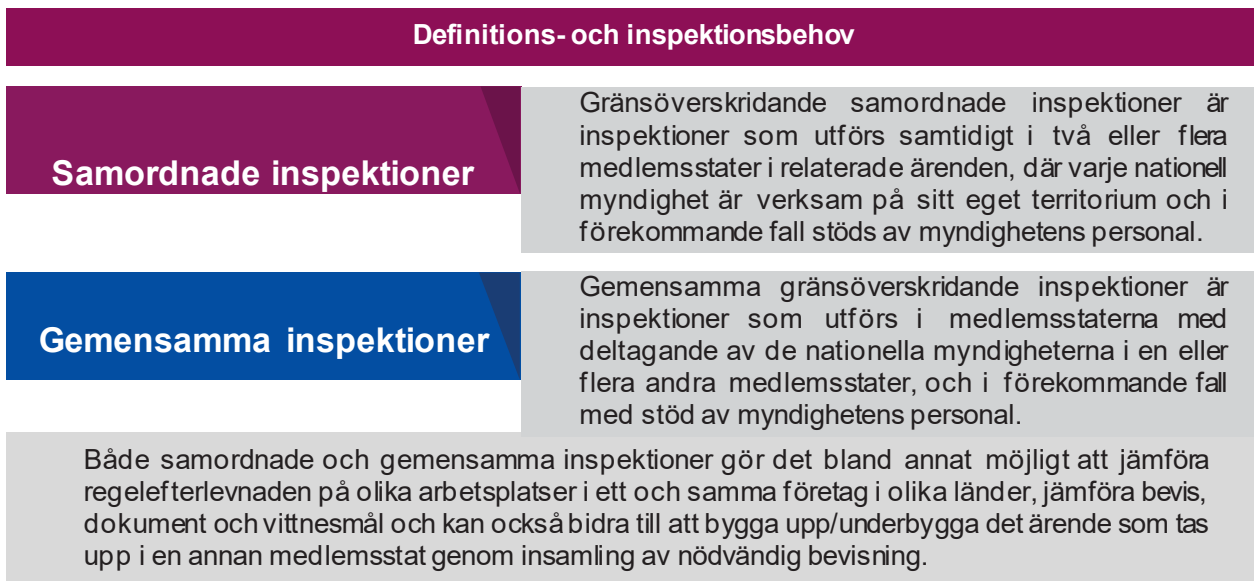 Definitions- och inspektionsbehov
Samordnade inspektioner
Gränsöverskridande samordnade inspektioner är
inspektioner som utförs samtidigt i två eller flera
medlemsstater i relaterade ärenden, där varje nationell
myndighet är verksam på sitt eget territorium och i
förekommande fall stöds av myndighetens personal.
Gemensamma inspektioner
Gemensamma gränsöverskridande inspektioner är
inspektioner som utförs i medlemsstaterna med
deltagande av de nationella myndigheterna i en eller
flera andra medlemsstater, och i förekommande fall
med stöd av myndighetens personal.
Både samordnade och gemensamma inspektioner gör det bland annat möjligt att jämföra
regelefterlevnaden på olika arbetsplatser i ett och samma företag i olika länder, jämföra bevis,
dokument och vittnesmål och kan också bidra till att bygga upp/underbygga det ärende som tas
upp i en annan medlemsstat genom insamling av nödvändig bevisning.